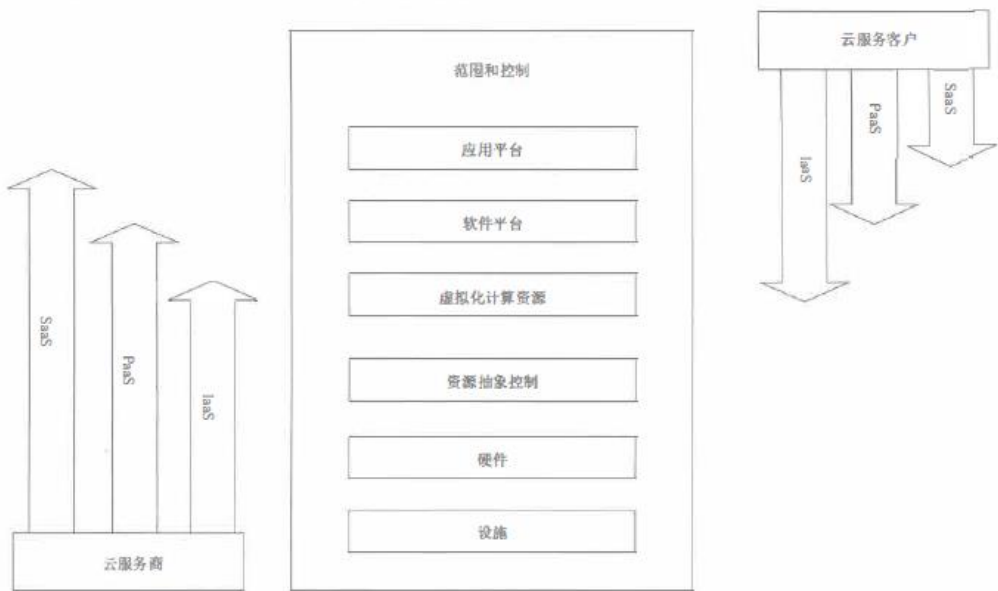 云服务客户
范围和控制
SaaS
PaaS
IaaS
应用平台
软件平台
虚拟化计算资源
资源抽象控制
硬件
设施
SaaS
PaaS
IaaS
云服务商